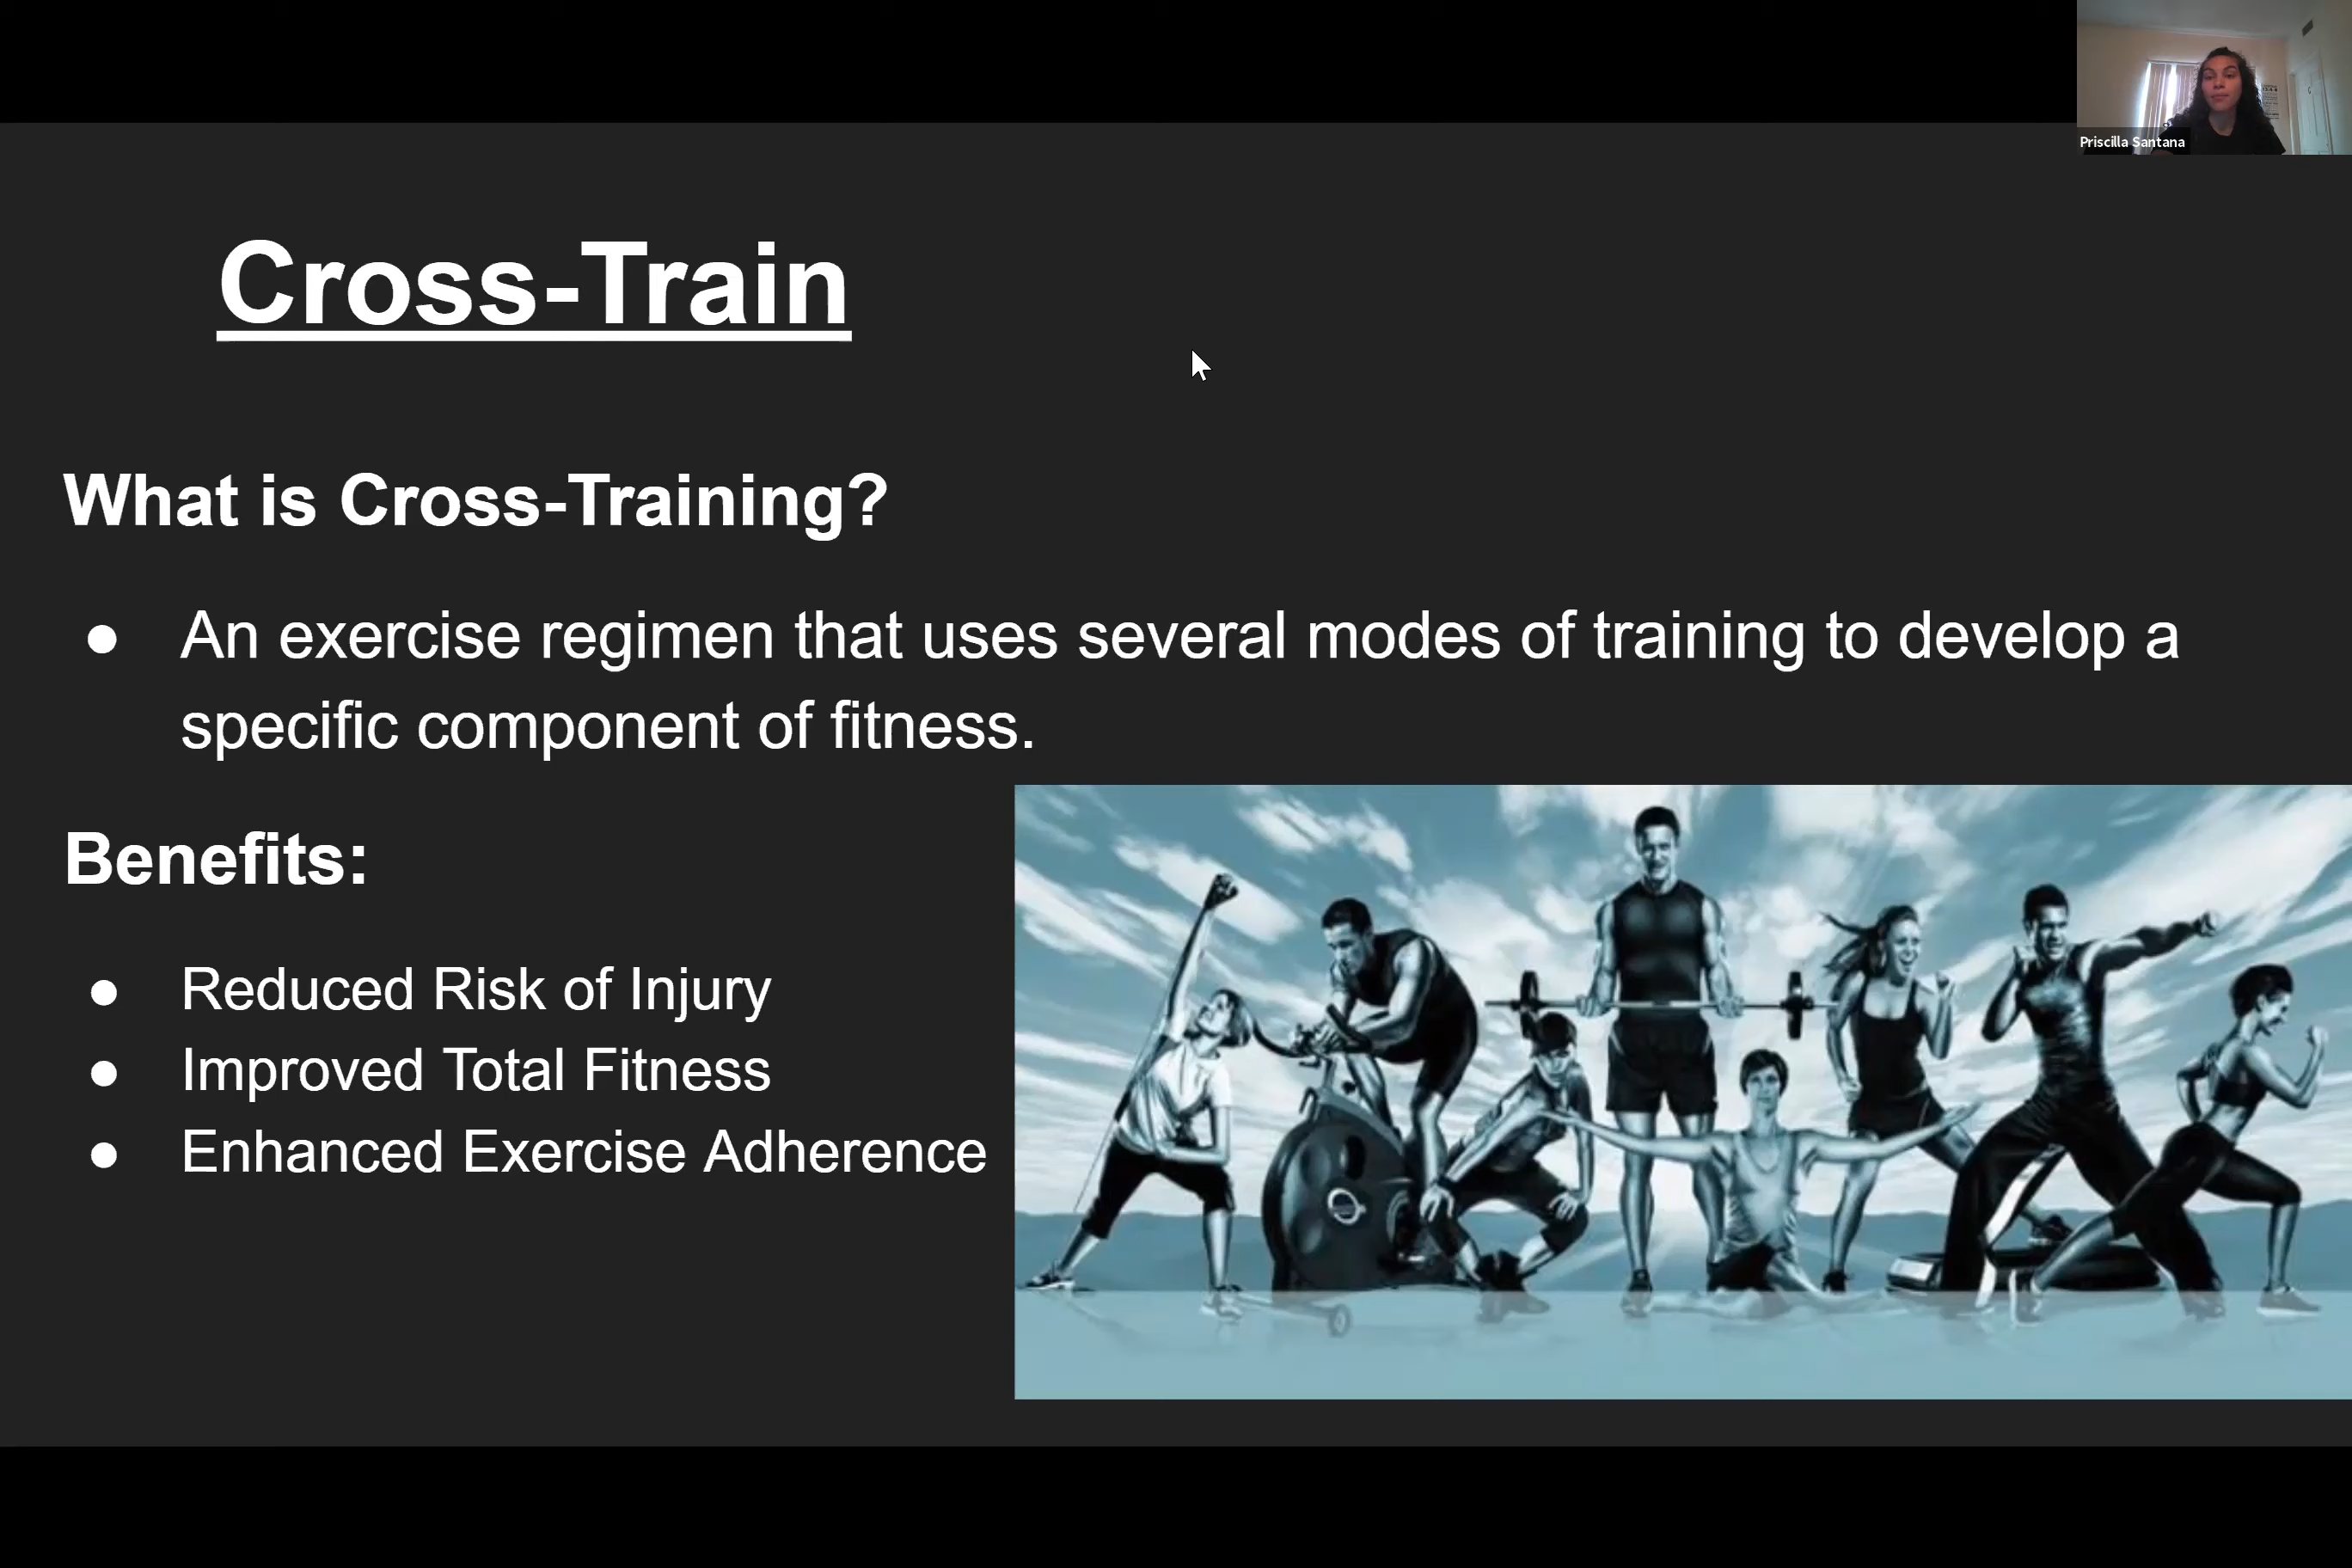 Priscilla Santana
Cross-Train
What is Cross-Training?
● An exercise regimen that uses several modes of training to develop a
specific component of fitness.
Benefits:
● Reduced Risk of Injury
● Improved Total Fitness
● Enhanced Exercise Adherence